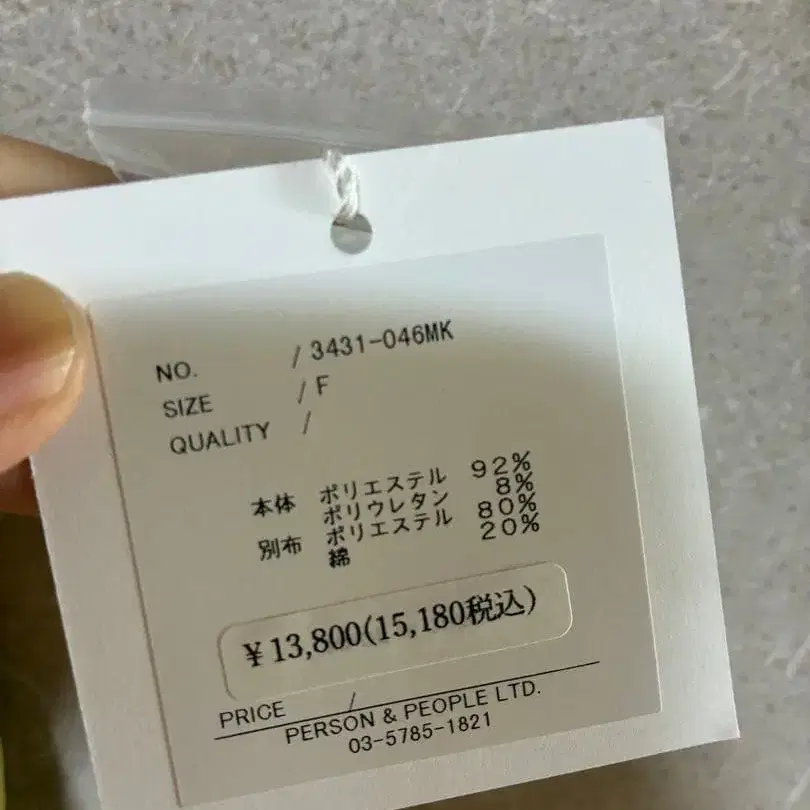 NO. / 3431-046MK
SIZE / F
QUALITY /
本体 ポリエステル 92%
ポリウレタン 8%
別布 ポリエステル 80%
綿 20%
¥13,800(15,180税込)
PRICE /
PERSON & PEOPLE LTD.
03-5785-1821